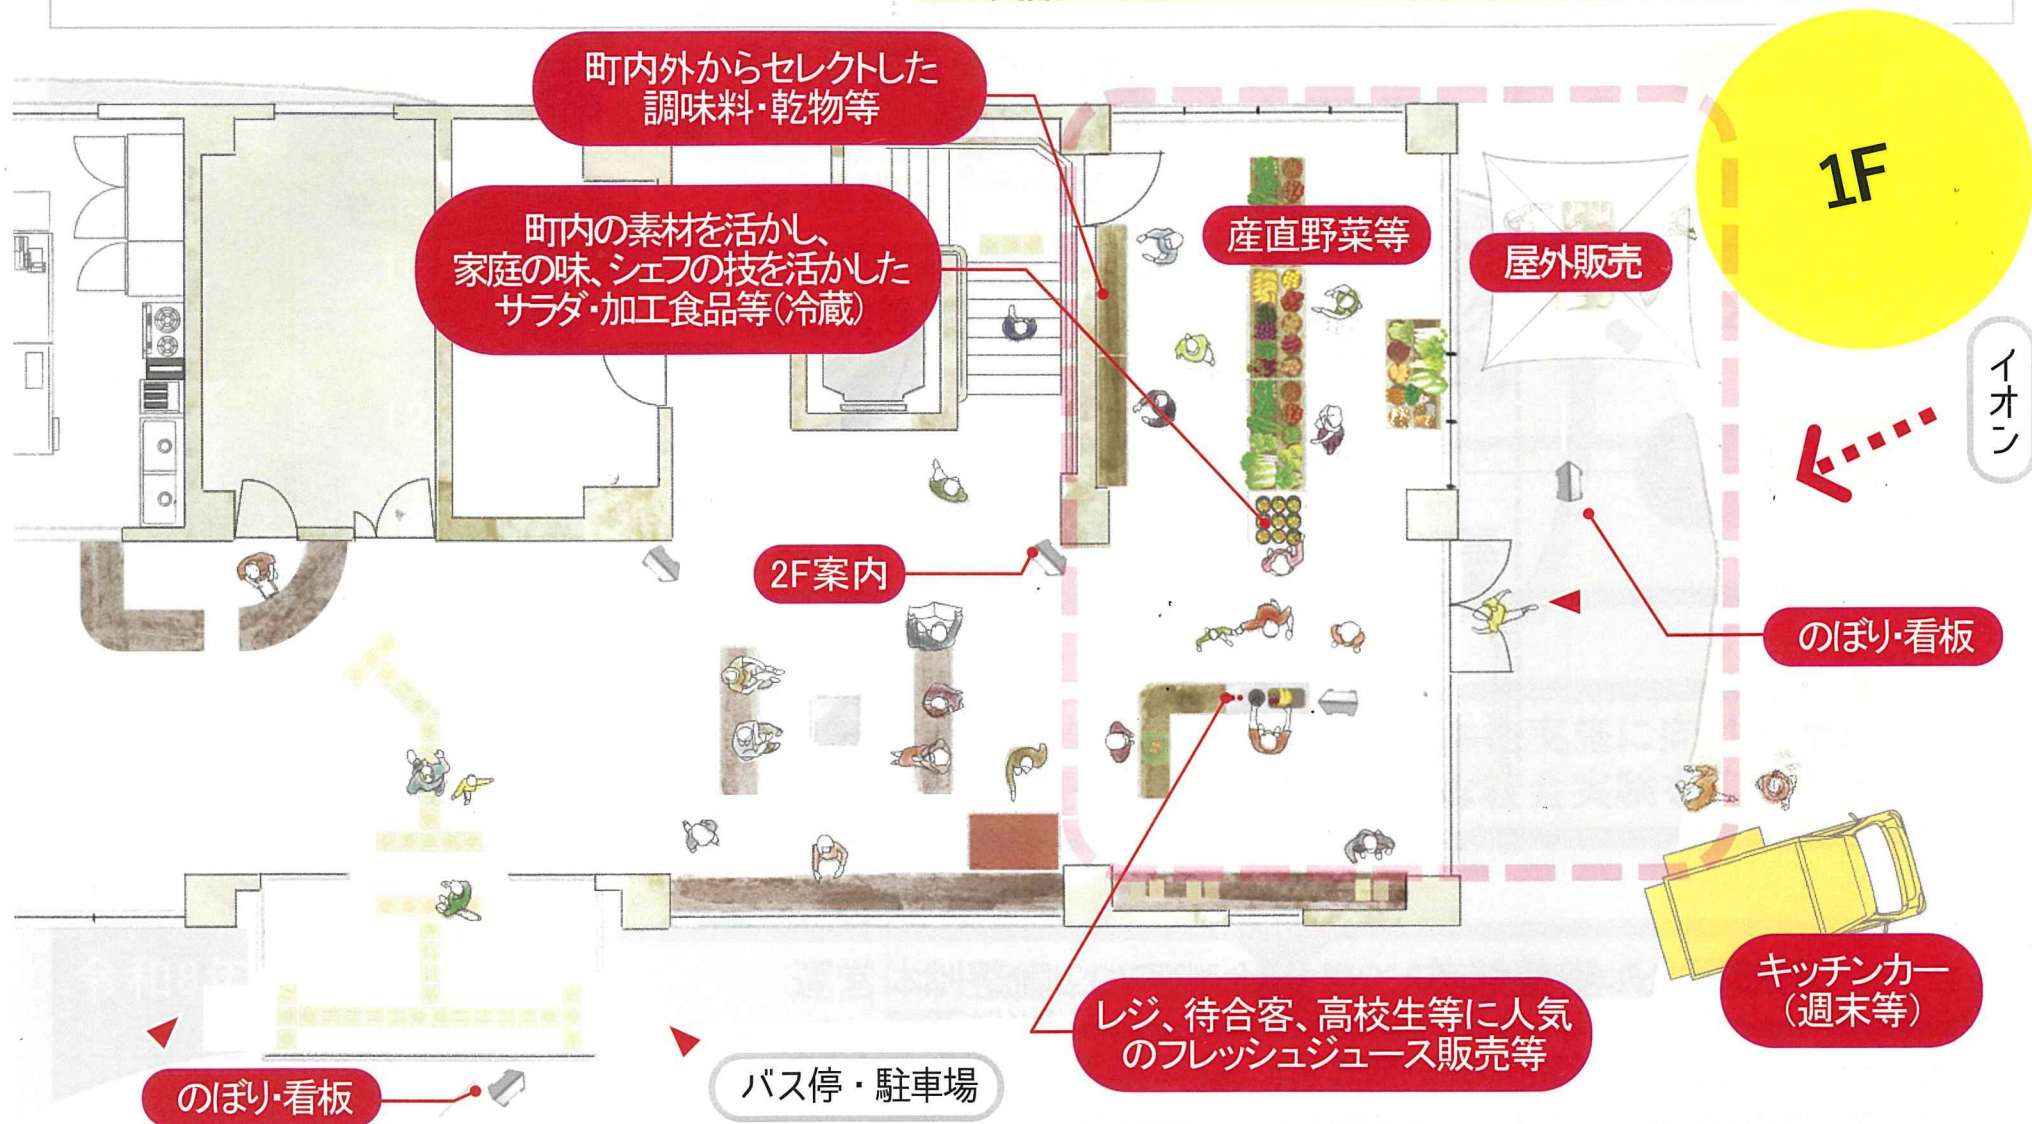 町内外からセレクトした
調味料・乾物等
1F
町内の素材を活かし、
家庭の味、シェフの技を活かした
サラダ・加工食品等(冷蔵)
産直野菜等
屋外販売
イオン
2F案内
のぼり・看板
キッチンカー
(週末等)
レジ、待合客、高校生等に人気
のフレッシュジュース販売等
バス停・駐車場
のぼり・看板